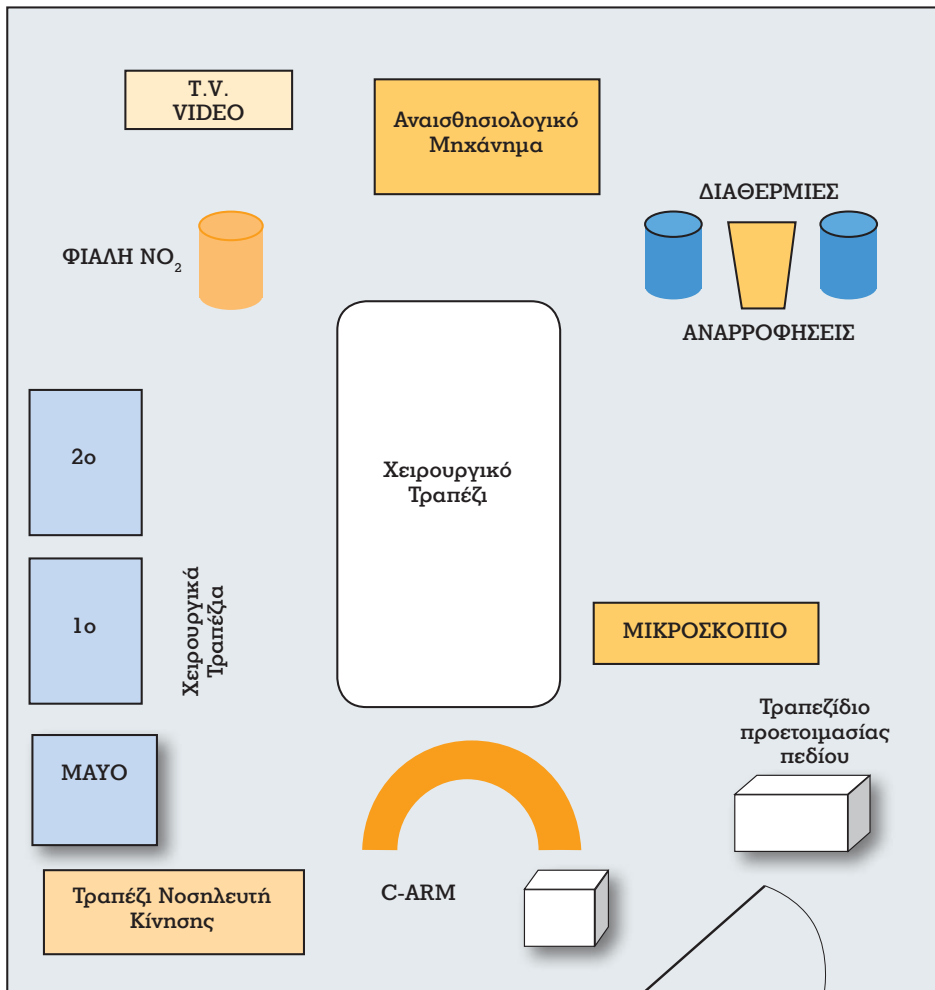 T.V.
VIDEO
Αναισθησιολογικό
Μηχάνημα
ΔΙΑΘΕΡΜΙΕΣ
ΦΙΑΛΗ NO₂
ΑΝΑΡΡΟΦΗΣΕΙΣ
2ο
Χειρουργικό
Τραπέζι
1ο
Χειρουργικά
Τραπέζια
ΜΙΚΡΟΣΚΟΠΙΟ
Τραπεζίδιο
προετοιμασίας
πεδίου
ΜΑΥΟ
C-ARM
Τραπέζι Νοσηλευτή
Κίνησης